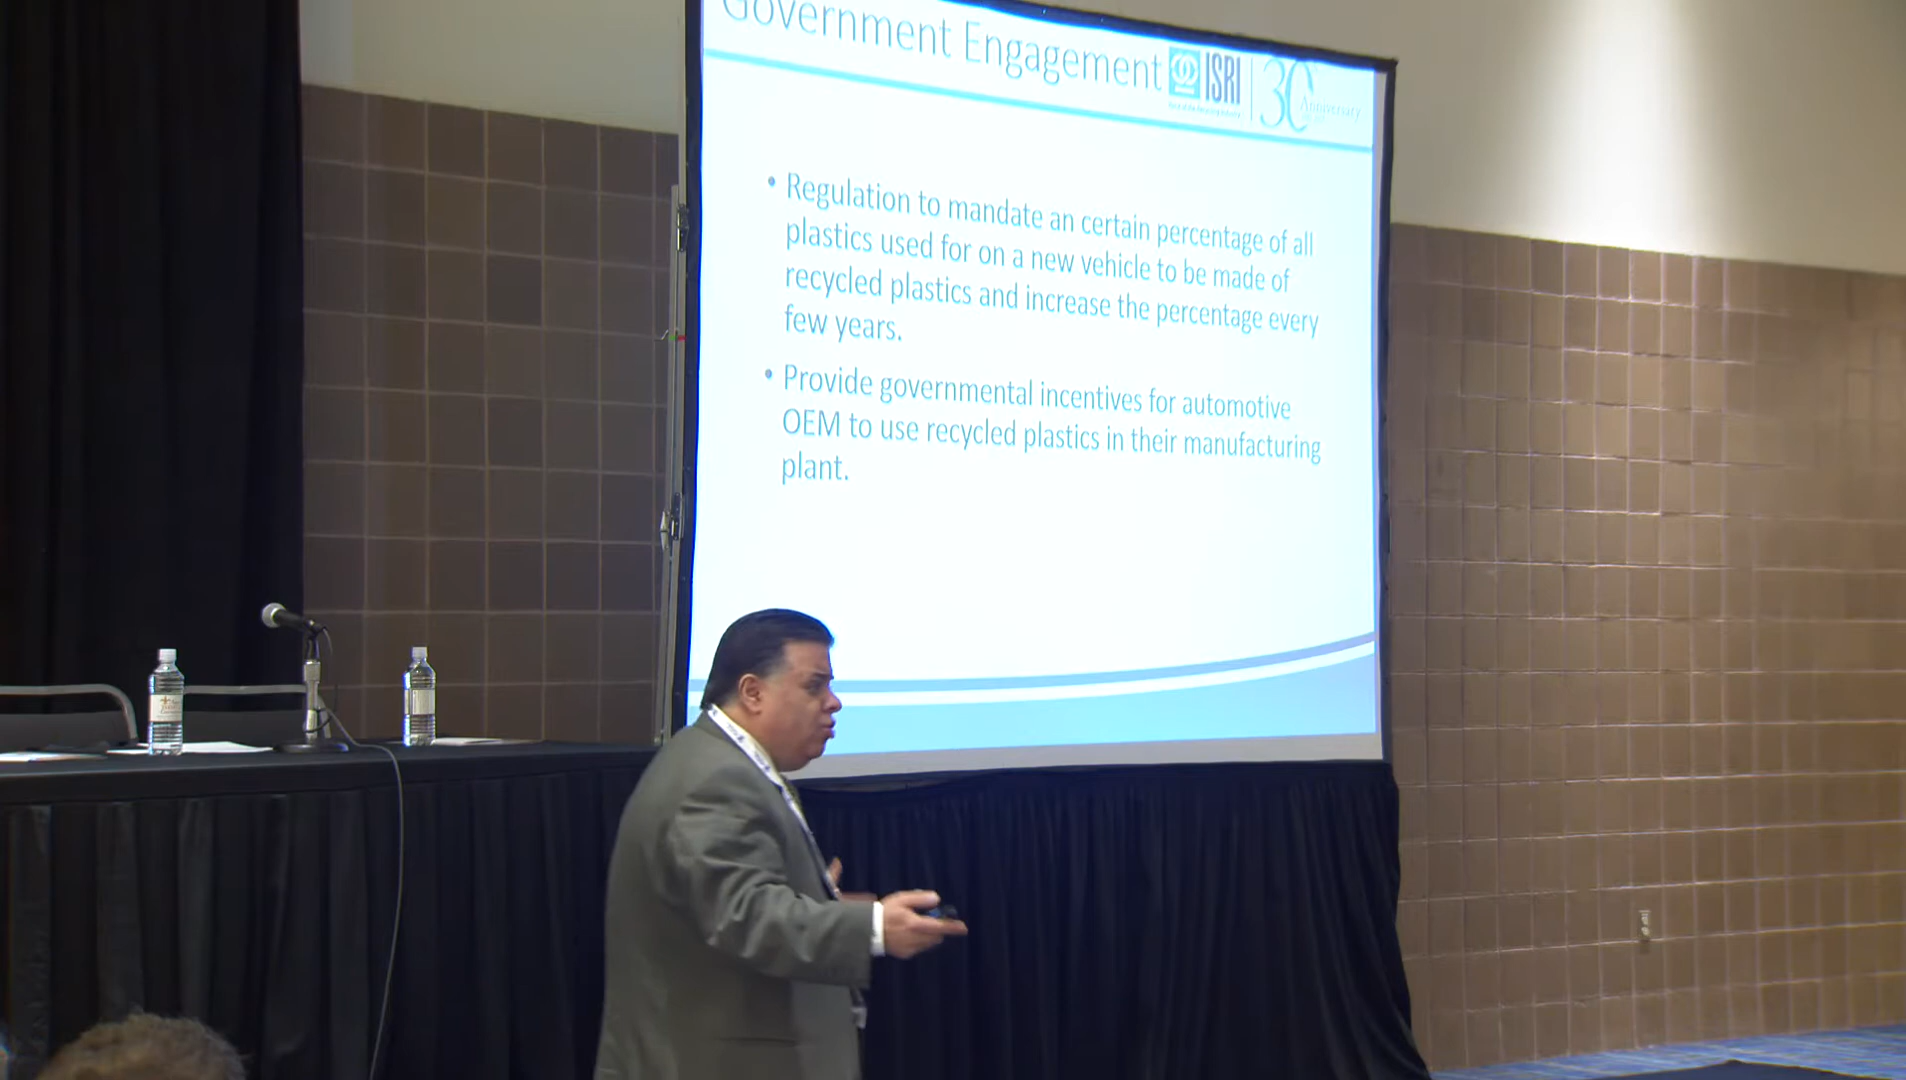 Government Engagement
ISRI
30
Anniversary
• Regulation to mandate an certain percentage of all
plastics used for on a new vehicle to be made of
recycled plastics and increase the percentage every
few years.
• Provide governmental incentives for automotive
OEM to use recycled plastics in their manufacturing
plant.